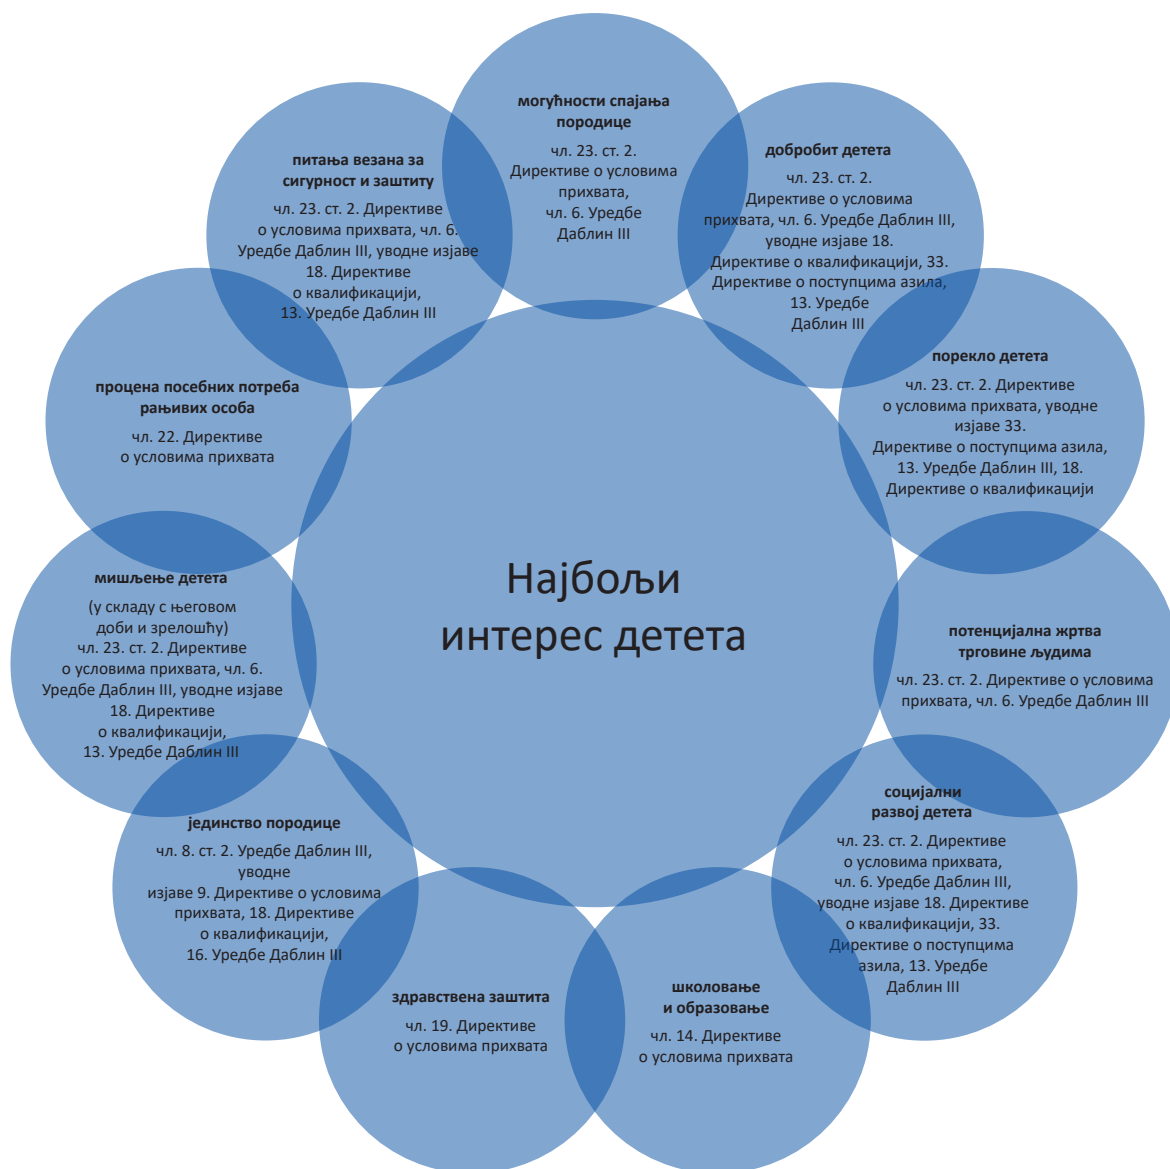 могућности спајања
породице
чл. 23. ст. 2.
Директиве о условима
прихвата,
чл. 6. Уредбе
Даблин III
добробит детета
чл. 23. ст. 2.
Директиве о условима
прихвата, чл. 6. Уредбе Даблин III,
уводне изјаве 18.
Директиве о квалификацији, 33.
Директиве о поступцима азила,
13. Уредбе
Даблин III
порекло детета
чл. 23. ст. 2. Директиве
о условима прихвата, уводне
изјаве 33.
Директиве о поступцима азила,
13. Уредбе Даблин III, 18.
Директиве о квалификацији
потенцијална жртва
трговине људима
чл. 23. ст. 2. Директиве о условима
прихвата, чл. 6. Уредбе Даблин III
социјални
развој детета
чл. 23. ст. 2. Директиве
о условима прихвата,
чл. 6. Уредбе Даблин III,
уводне изјаве 18. Директиве
о квалификацији, 33.
Директиве о поступцима
азила, 13. Уредбе
Даблин III
школовање
и образовање
чл. 14. Директиве
о условима прихвата
здравствена заштита
чл. 19. Директиве
о условима прихвата
јединство породице
чл. 8. ст. 2. Уредбе Даблин III,
уводне
изјаве 9. Директиве о условима
прихвата, 18. Директиве
о квалификацији,
16. Уредбе Даблин III
мишљење детета
(у складу с његовом
доби и зрелошћу)
чл. 23. ст. 2. Директиве
о условима прихвата, чл. 6.
Уредбе Даблин III, уводне изјаве
18. Директиве
о квалификацији,
13. Уредбе Даблин III
процена посебних потреба
рањивих особа
чл. 22. Директиве
о условима прихвата
питања везана за
сигурност и заштиту
чл. 23. ст. 2. Директиве
о условима прихвата, чл. 6.
Уредбе Даблин III, уводне изјаве
18. Директиве
о квалификацији,
13. Уредбе Даблин III
Најбољи
интерес детета